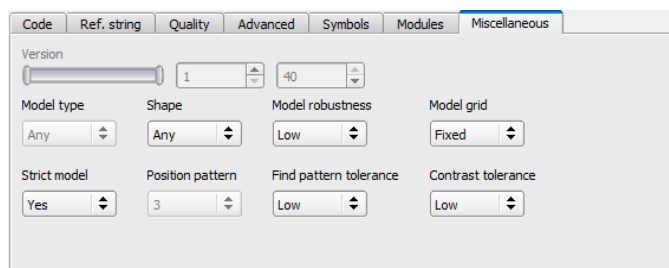 Code Ref. string Quality Advanced Symbols Modules Miscellaneous
Version
1 40
Model type Shape Model robustness Model grid
Any Any Low Fixed
Strict model Position pattern Find pattern tolerance Contrast tolerance
Yes 3 Low Low